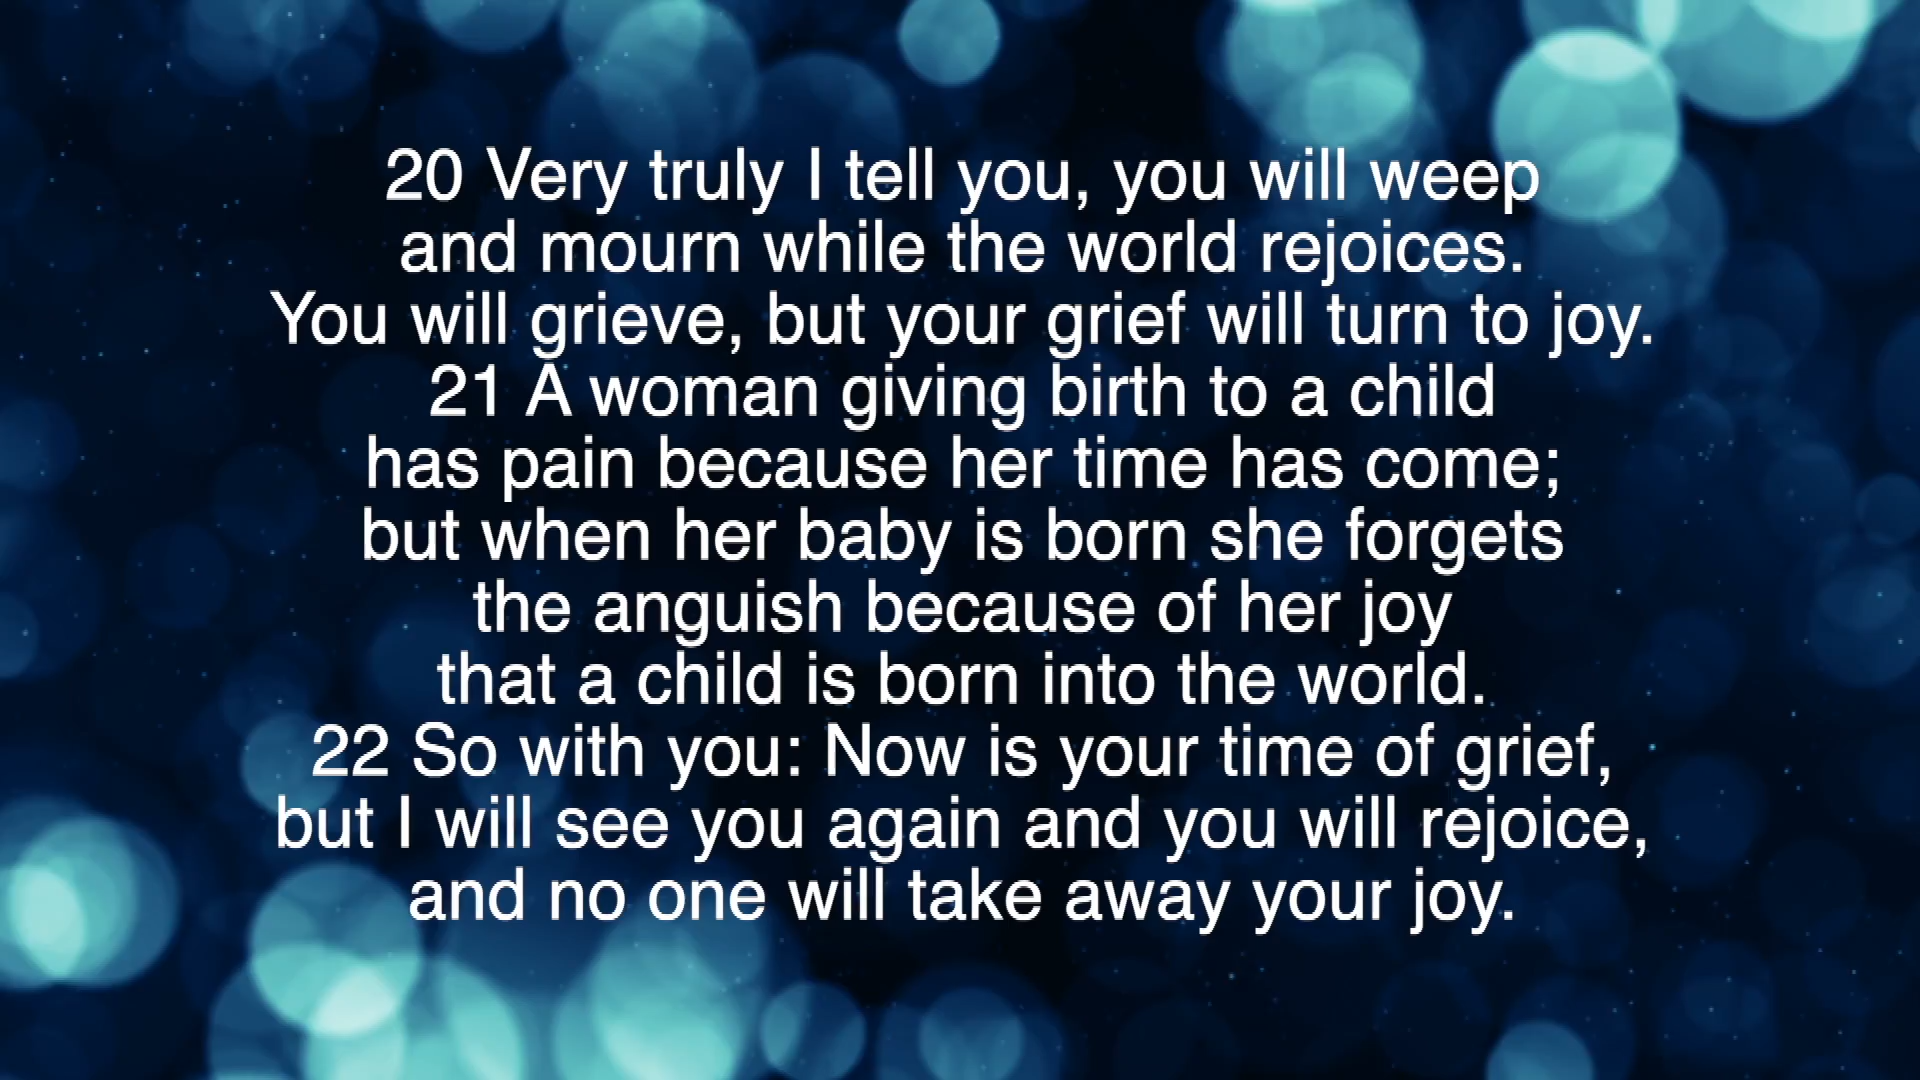 20 Very truly I tell you, you will weep
and mourn while the world rejoices.
You will grieve, but your grief will turn to joy.
21 A woman giving birth to a child
has pain because her time has come;
but when her baby is born she forgets
the anguish because of her joy
that a child is born into the world.
22 So with you: Now is your time of grief,
but I will see you again and you will rejoice,
and no one will take away your joy.